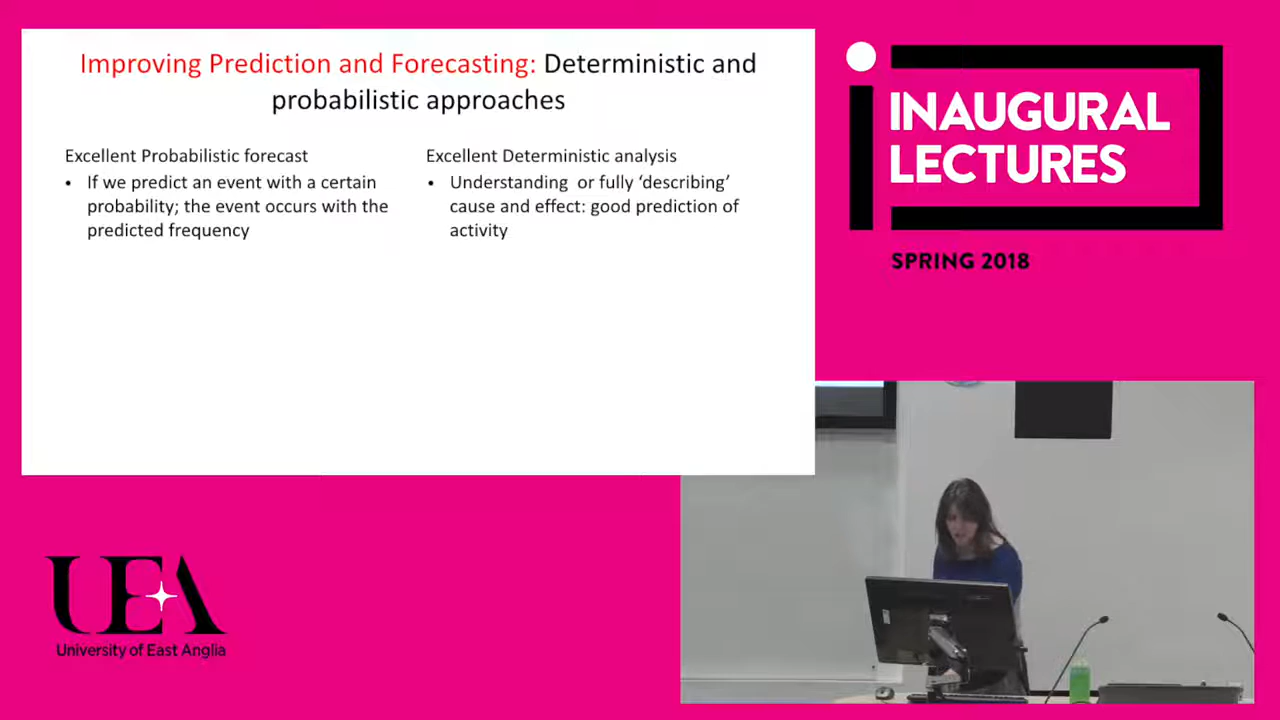 Improving Prediction and Forecasting: Deterministic and
probabilistic approaches
Excellent Probabilistic forecast
• If we predict an event with a certain
probability; the event occurs with the
predicted frequency
Excellent Deterministic analysis
• Understanding or fully ‘describing’
cause and effect: good prediction of
activity
INAUGURAL
LECTURES
SPRING 2018
UEA
University of East Anglia